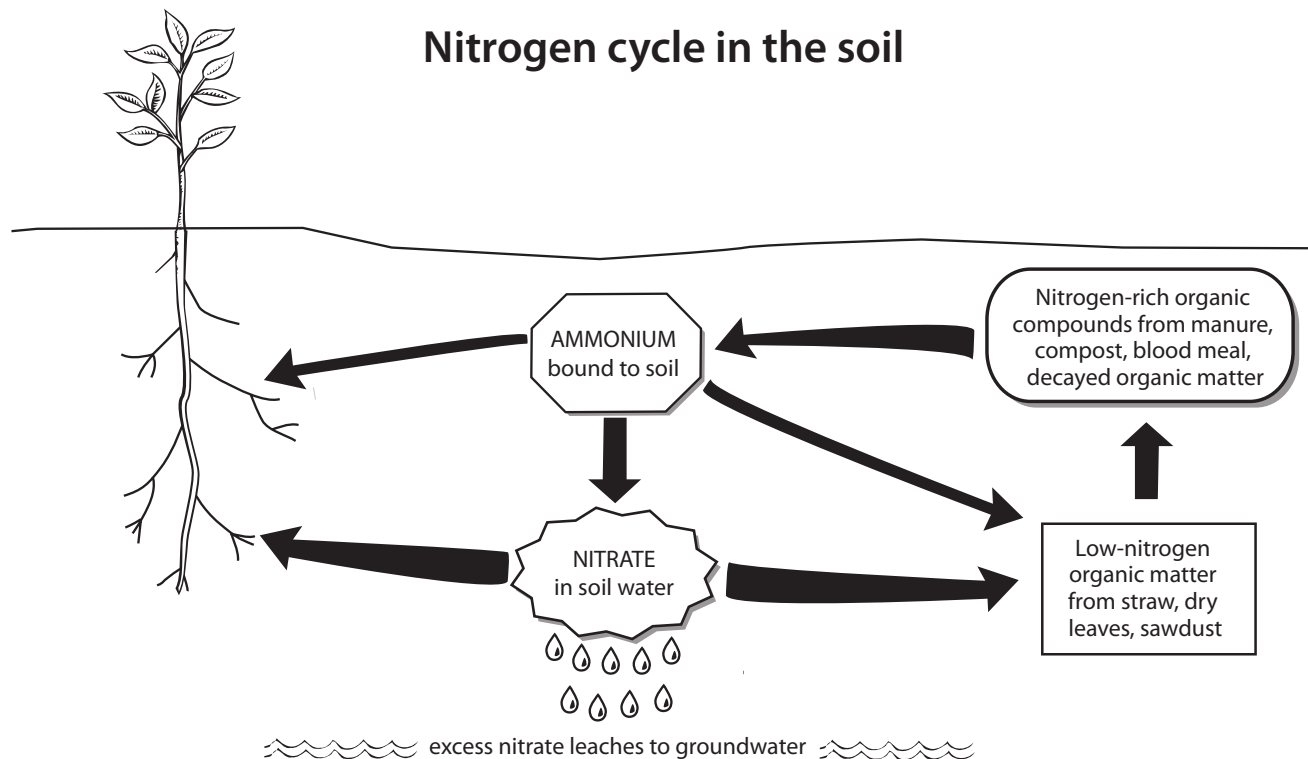 Nitrogen cycle in the soil
AMMONIUM
bound to soil
Nitrogen-rich organic
compounds from manure,
compost, blood meal,
decayed organic matter
NITRATE
in soil water
Low-nitrogen
organic matter
from straw, dry
leaves, sawdust
excess nitrate leaches to groundwater